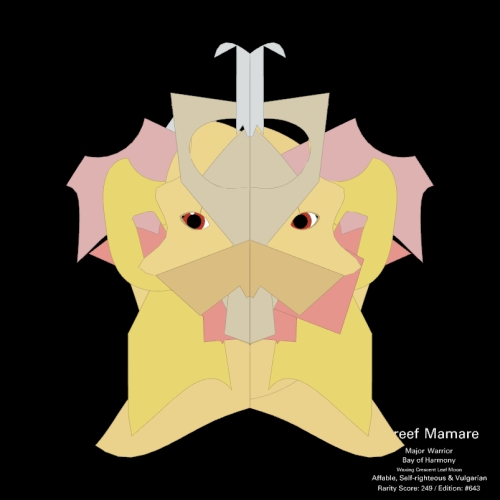 reef Mamare
Major Warrior
Bay of Harmony
Waxing Crescent Leaf Moon
Affable, Self-righteous & Vulgarian
Rarity Score: 249 / Edition: #643